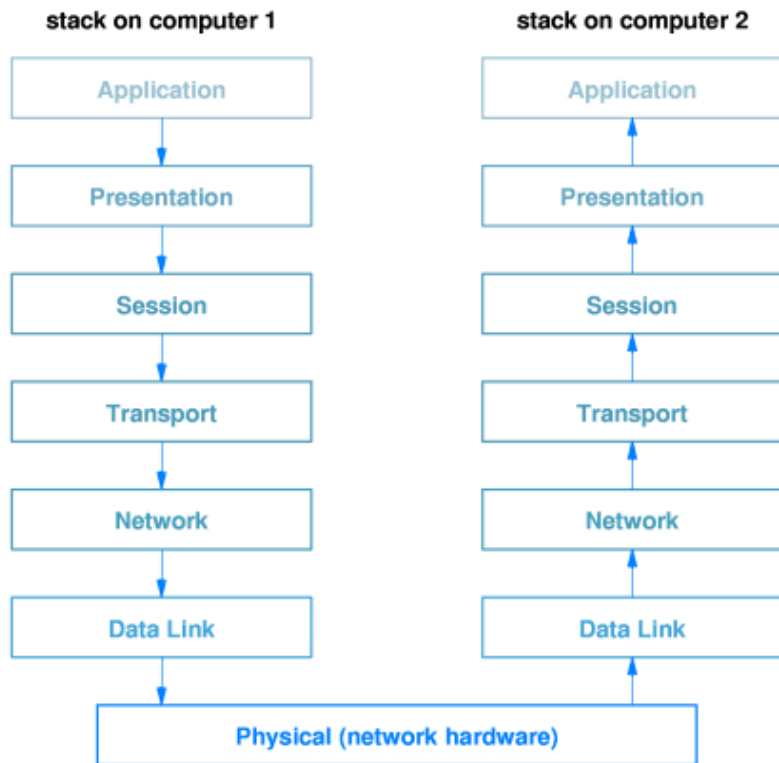 stack on computer 1
stack on computer 2
Application
Application
Presentation
Presentation
Session
Session
Transport
Transport
Network
Network
Data Link
Data Link
Physical (network hardware)